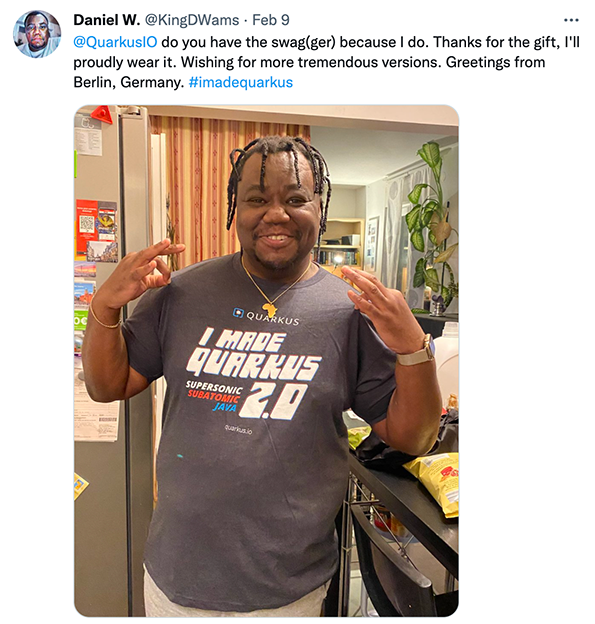 Daniel W. @KingDWams · Feb 9
@QuarkusIO do you have the swag(ger) because I do. Thanks for the gift, I'll
proudly wear it. Wishing for more tremendous versions. Greetings from
Berlin, Germany. #imadequarkus
QUARKUS
I MADE
QUARKUS
SUPERSONIC
SUBATOMIC
JAVA
2.0
quarkus.io